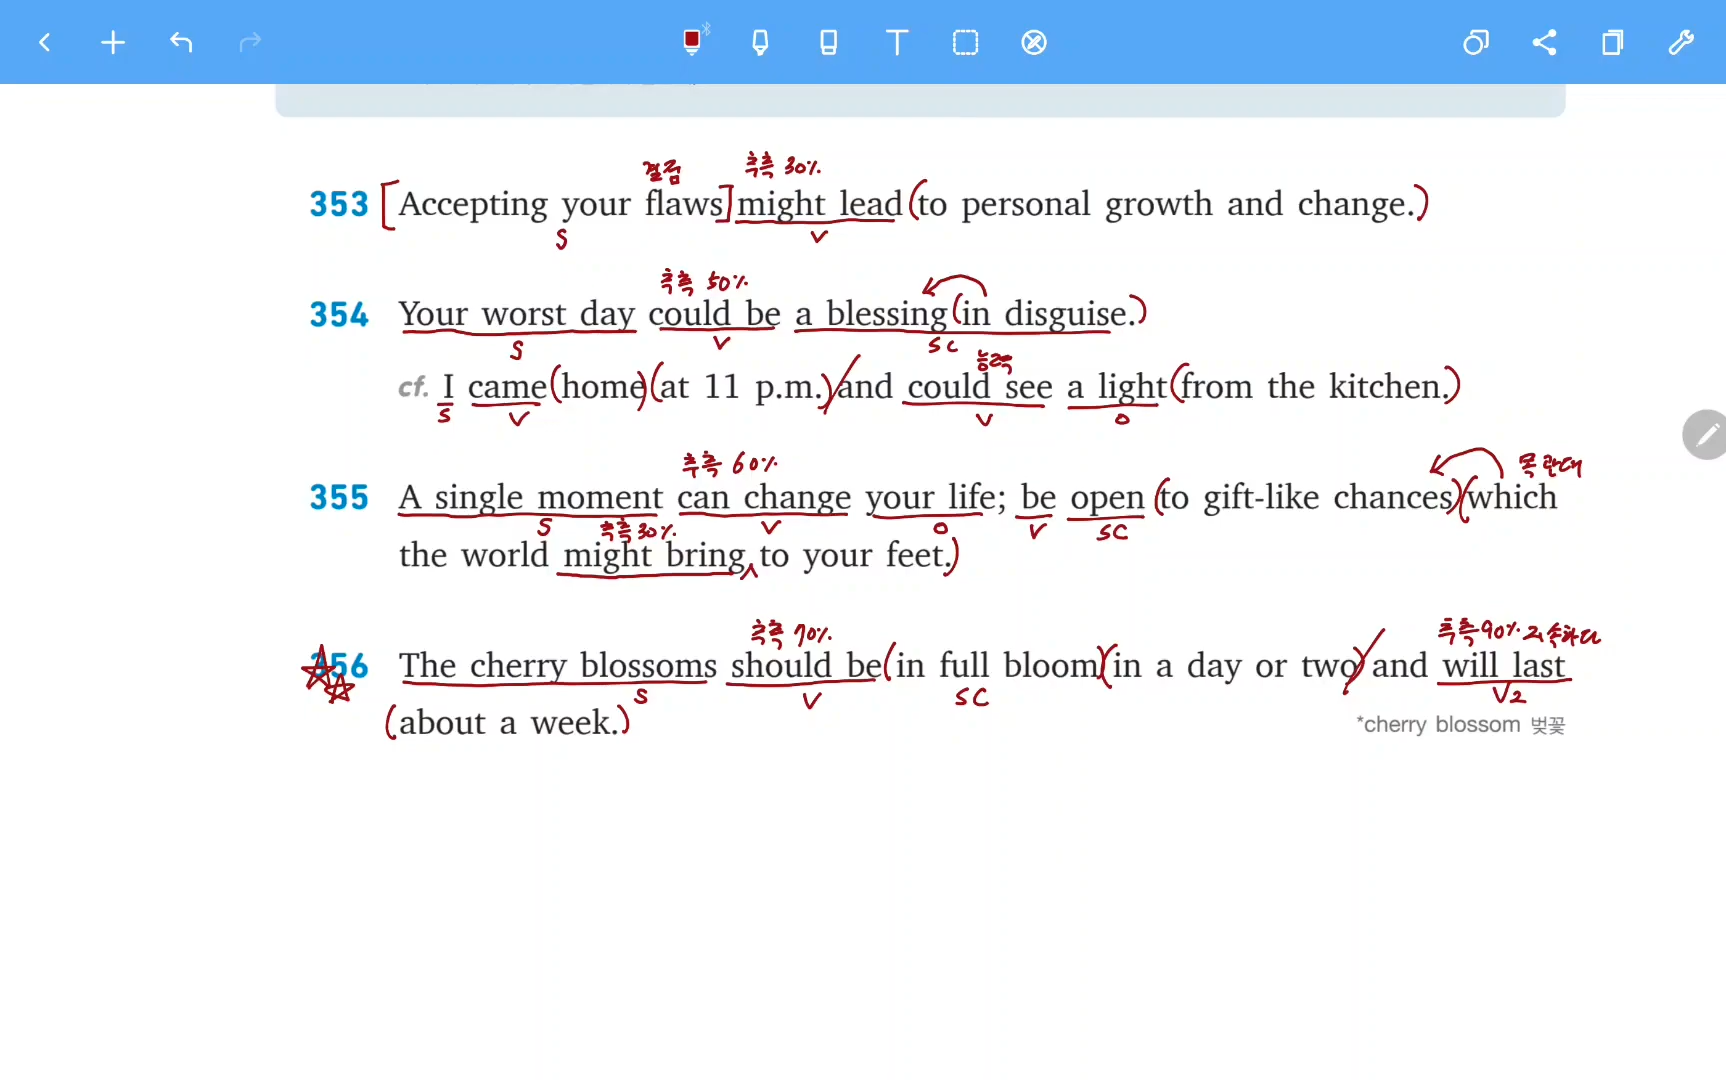 결점 추측 30%
353 Accepting your flaws might lead to personal growth and change.
S V
추측 50%
354 Your worst day could be a blessing in disguise.
S V SC
능력
cf. I came home at 11 p.m. and could see a light from the kitchen.
S V V O
추측 60% 목 관대
355 A single moment can change your life; be open to gift-like chances which
S 추측 30% V O V SC
the world might bring to your feet.
추측 70% 추측 90% 지속하다
356 The cherry blossoms should be in full bloom in a day or two and will last
S V SC V2
about a week.
*cherry blossom 벚꽃